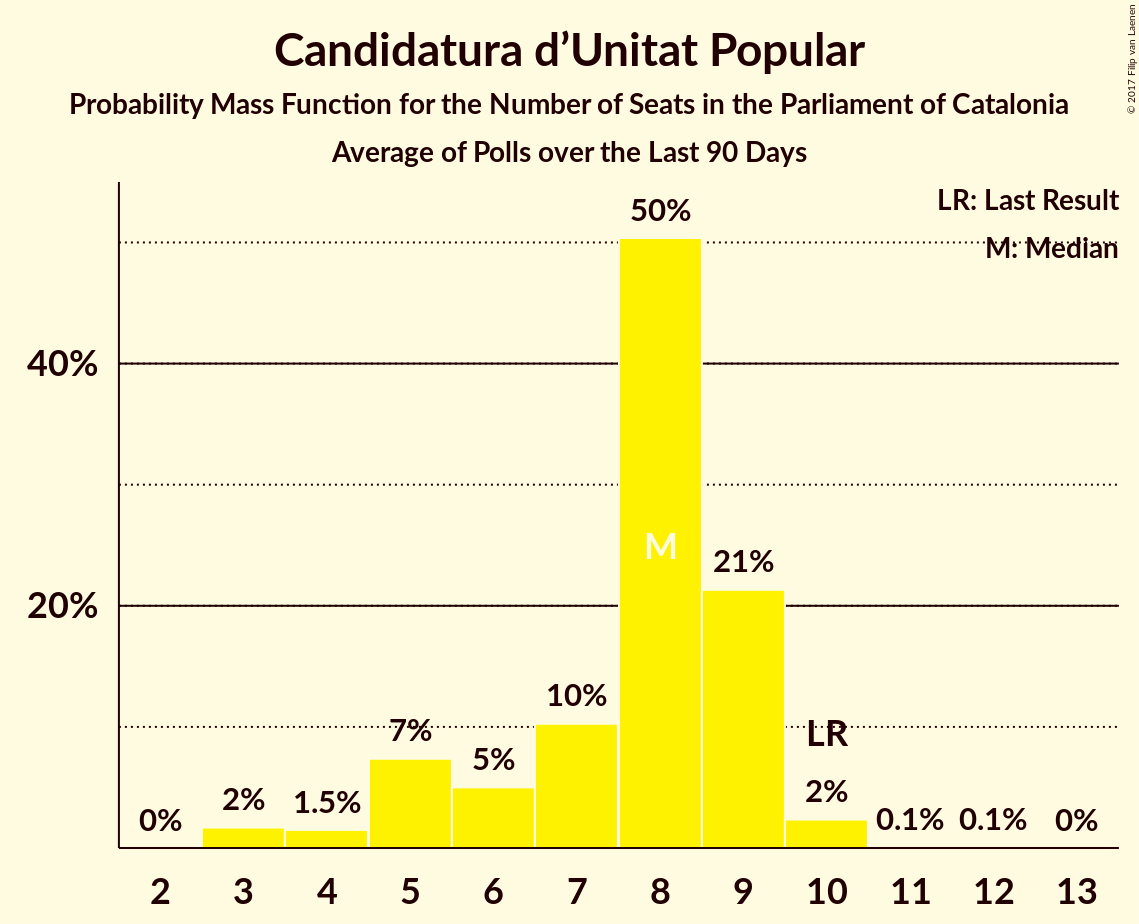 Candidatura d’Unitat Popular
Probability Mass Function for the Number of Seats in the Parliament of Catalonia
Average of Polls over the Last 90 Days
© 2017 Filip van Laenen
LR: Last Result
M: Median
40%
20%
0%
2%
1.5%
7%
5%
10%
50%
M
21%
LR
2%
0.1%
0.1%
0%
2 3 4 5 6 7 8 9 10 11 12 13